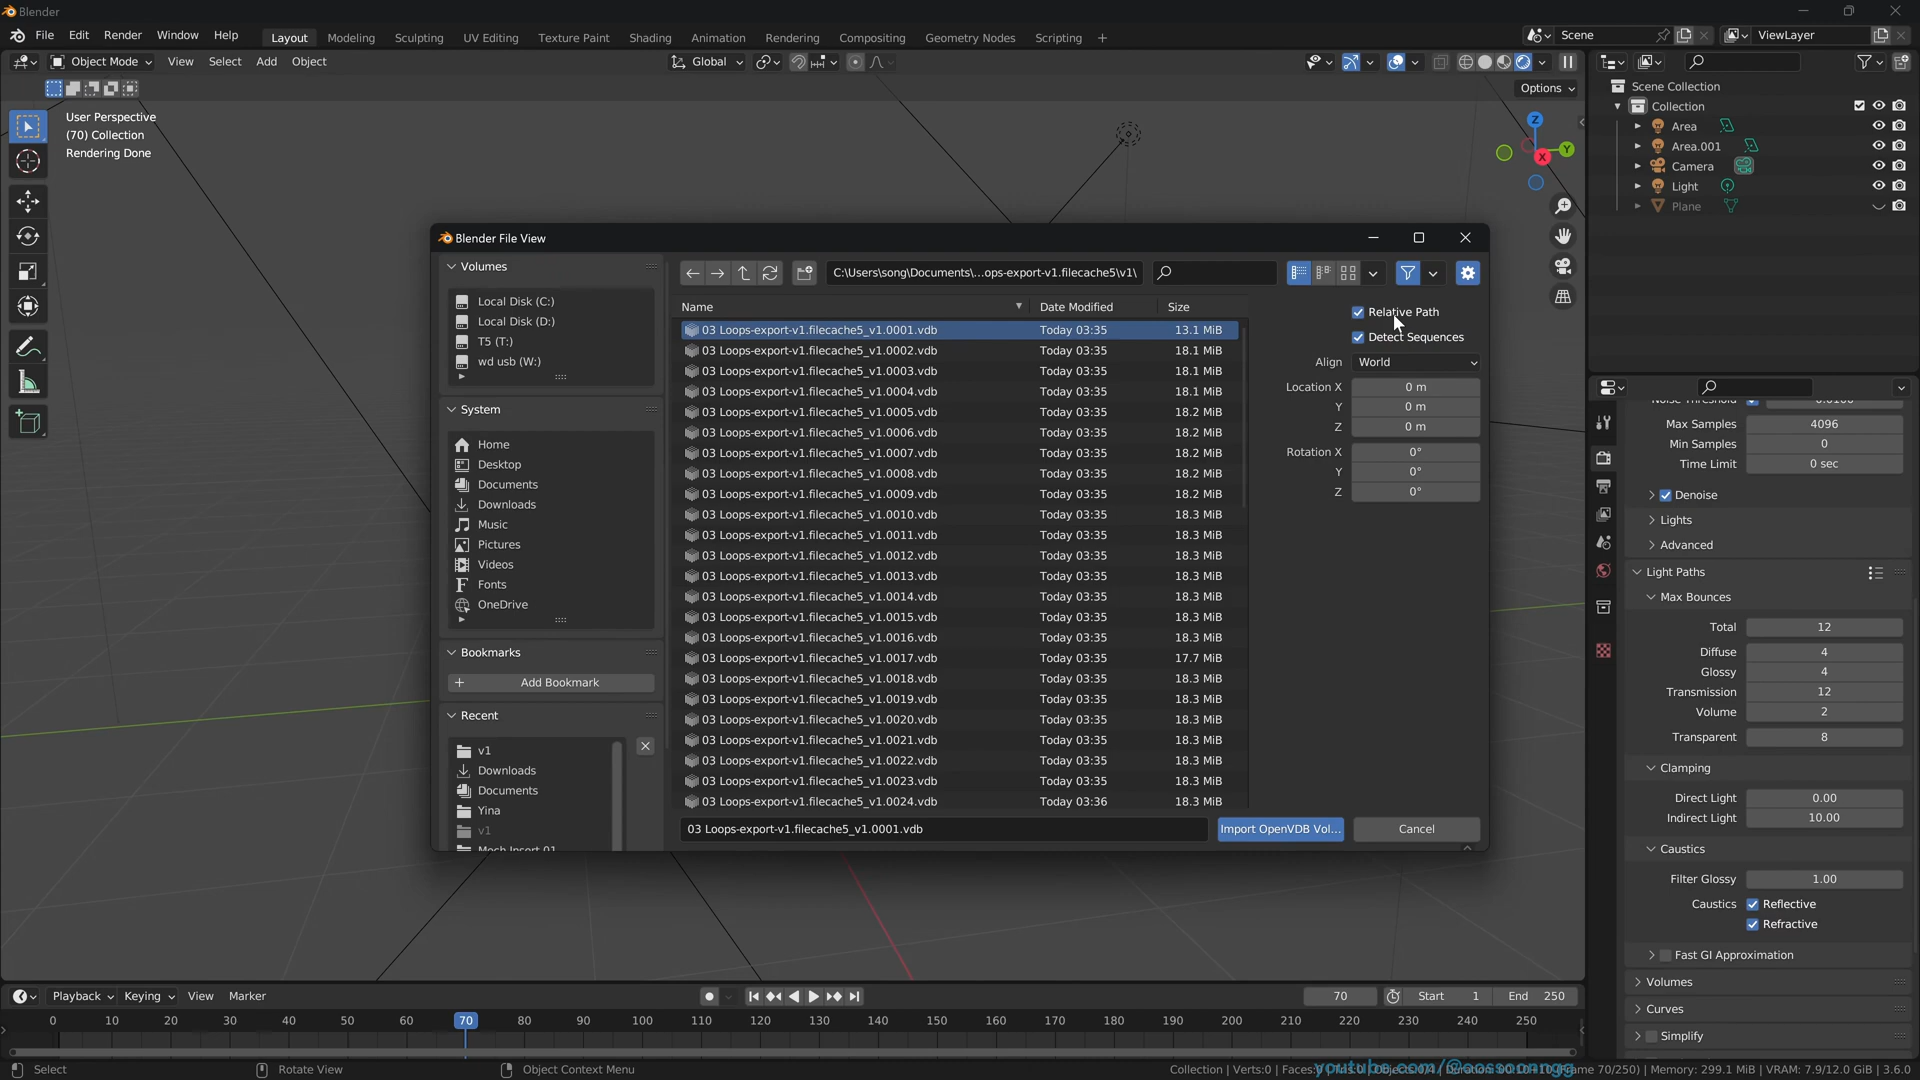 Blender
File Edit Render Window Help Layout Modeling Sculpting UV Editing Texture Paint Shading Animation Rendering Compositing Geometry Nodes Scripting + Scene ViewLayer
Object Mode View Select Add Object Global
Options
User Perspective
(70) Collection
Rendering Done
Z
Y
X
Scene Collection
Collection
Area
Area.001
Camera
Light
Plane
Blender File View
Volumes
Local Disk (C:)
Local Disk (D:)
T5 (T:)
wd usb (W:)
System
Home
Desktop
Documents
Downloads
Music
Pictures
Videos
Fonts
OneDrive
Bookmarks
+ Add Bookmark
Recent
v1
Downloads
Documents
Yina
v1
C:\Users\song\Documents\...ops-export-v1.filecache5\v1\
Name Date Modified Size
03 Loops-export-v1.filecache5_v1.0001.vdb Today 03:35 13.1 MiB
03 Loops-export-v1.filecache5_v1.0002.vdb Today 03:35 18.1 MiB
03 Loops-export-v1.filecache5_v1.0003.vdb Today 03:35 18.1 MiB
03 Loops-export-v1.filecache5_v1.0004.vdb Today 03:35 18.1 MiB
03 Loops-export-v1.filecache5_v1.0005.vdb Today 03:35 18.2 MiB
03 Loops-export-v1.filecache5_v1.0006.vdb Today 03:35 18.2 MiB
03 Loops-export-v1.filecache5_v1.0007.vdb Today 03:35 18.2 MiB
03 Loops-export-v1.filecache5_v1.0008.vdb Today 03:35 18.2 MiB
03 Loops-export-v1.filecache5_v1.0009.vdb Today 03:35 18.2 MiB
03 Loops-export-v1.filecache5_v1.0010.vdb Today 03:35 18.3 MiB
03 Loops-export-v1.filecache5_v1.0011.vdb Today 03:35 18.3 MiB
03 Loops-export-v1.filecache5_v1.0012.vdb Today 03:35 18.3 MiB
03 Loops-export-v1.filecache5_v1.0013.vdb Today 03:35 18.3 MiB
03 Loops-export-v1.filecache5_v1.0014.vdb Today 03:35 18.3 MiB
03 Loops-export-v1.filecache5_v1.0015.vdb Today 03:35 18.3 MiB
03 Loops-export-v1.filecache5_v1.0016.vdb Today 03:35 18.3 MiB
03 Loops-export-v1.filecache5_v1.0017.vdb Today 03:35 17.7 MiB
03 Loops-export-v1.filecache5_v1.0018.vdb Today 03:35 18.3 MiB
03 Loops-export-v1.filecache5_v1.0019.vdb Today 03:35 18.3 MiB
03 Loops-export-v1.filecache5_v1.0020.vdb Today 03:35 18.3 MiB
03 Loops-export-v1.filecache5_v1.0021.vdb Today 03:35 18.3 MiB
03 Loops-export-v1.filecache5_v1.0022.vdb Today 03:35 18.3 MiB
03 Loops-export-v1.filecache5_v1.0023.vdb Today 03:35 18.3 MiB
03 Loops-export-v1.filecache5_v1.0024.vdb Today 03:36 18.3 MiB
03 Loops-export-v1.filecache5_v1.0001.vdb Import OpenVDB Vol... Cancel
Relative Path
Detect Sequences
Align World
Location X 0 m
Y 0 m
Z 0 m
Rotation X 0°
Y 0°
Z 0°
Max Samples 4096
Min Samples 0
Time Limit 0 sec
Denoise
Lights
Advanced
Light Paths
Max Bounces
Total 12
Diffuse 4
Glossy 4
Transmission 12
Volume 2
Transparent 8
Clamping
Direct Light 0.00
Indirect Light 10.00
Caustics
Filter Glossy 1.00
Caustics Reflective
Refractive
Fast GI Approximation
Volumes
Curves
Simplify
Playback Keying View Marker 70 Start 1 End 250
0 10 20 30 40 50 60 70 80 90 100 110 120 130 140 150 160 170 180 190 200 210 220 230 240 250
Select Rotate View Object Context Menu Collection | Verts:0 | 70/250) | Memory: 299.1 MiB | VRAM: 7.9/12.0 GiB | 3.6.0